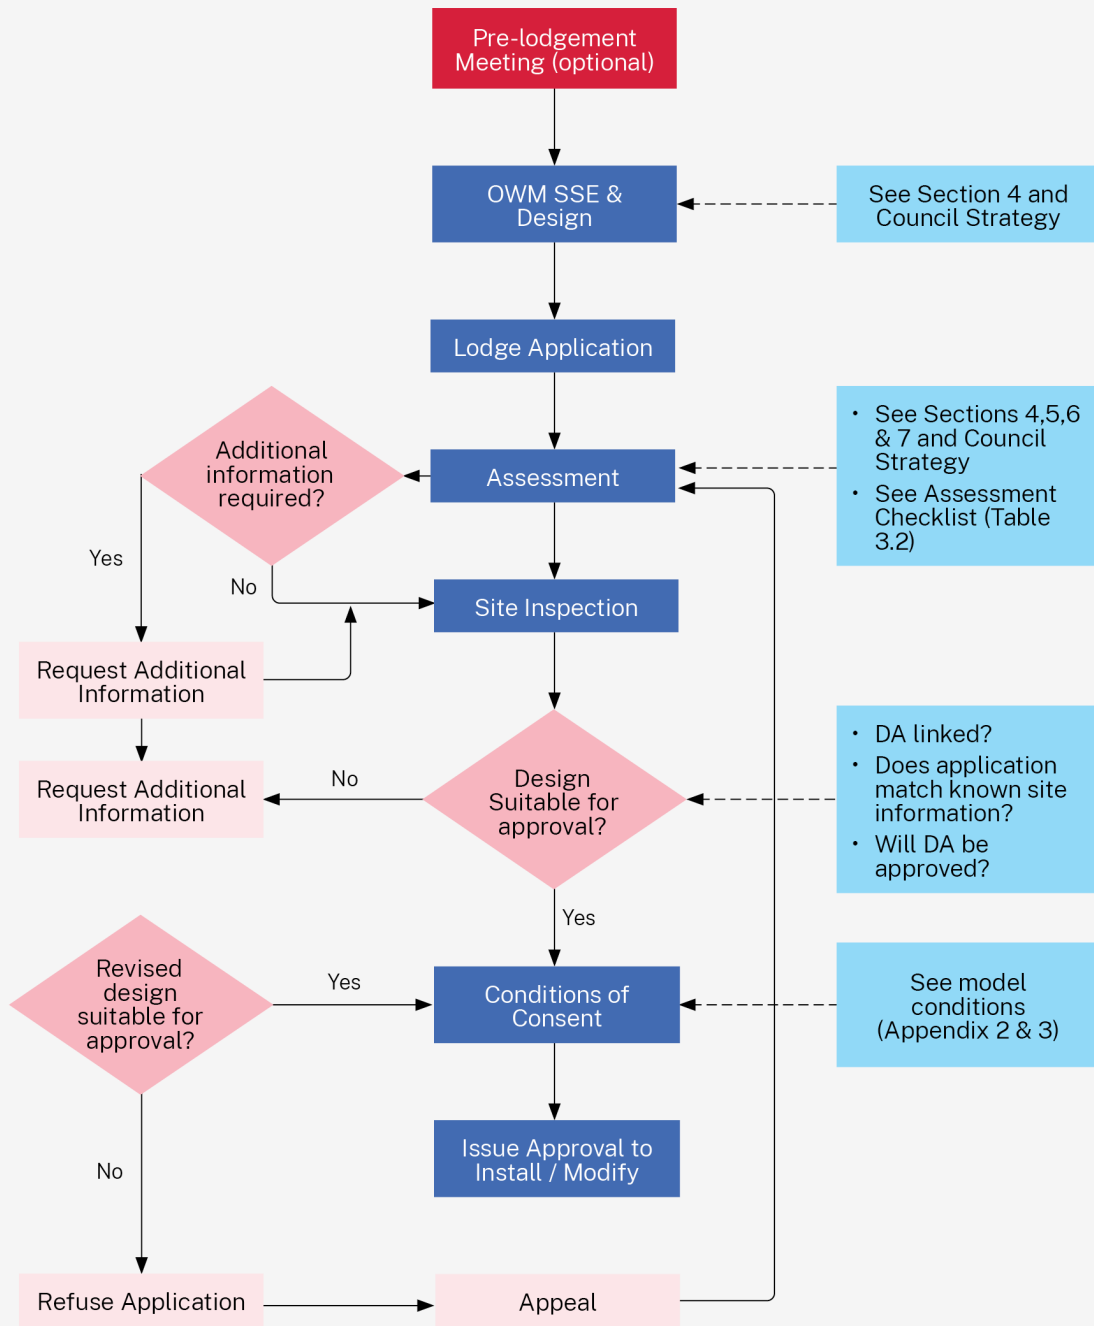 Pre-lodgement
Meeting (optional)
OWM SSE &
Design
See Section 4 and
Council Strategy
Lodge Application
Additional
information
required?
Assessment
• See Sections 4,5,6
& 7 and Council
Strategy
• See Assessment
Checklist (Table
3.2)
Yes
No
Site Inspection
Request Additional
Information
Request Additional
Information
No
Design
Suitable for
approval?
• DA linked?
• Does application
match known site
information?
• Will DA be
approved?
Yes
Revised
design
suitable for
approval?
Yes
Conditions of
Consent
See model
conditions
(Appendix 2 & 3)
No
Issue Approval to
Install / Modify
Refuse Application
Appeal